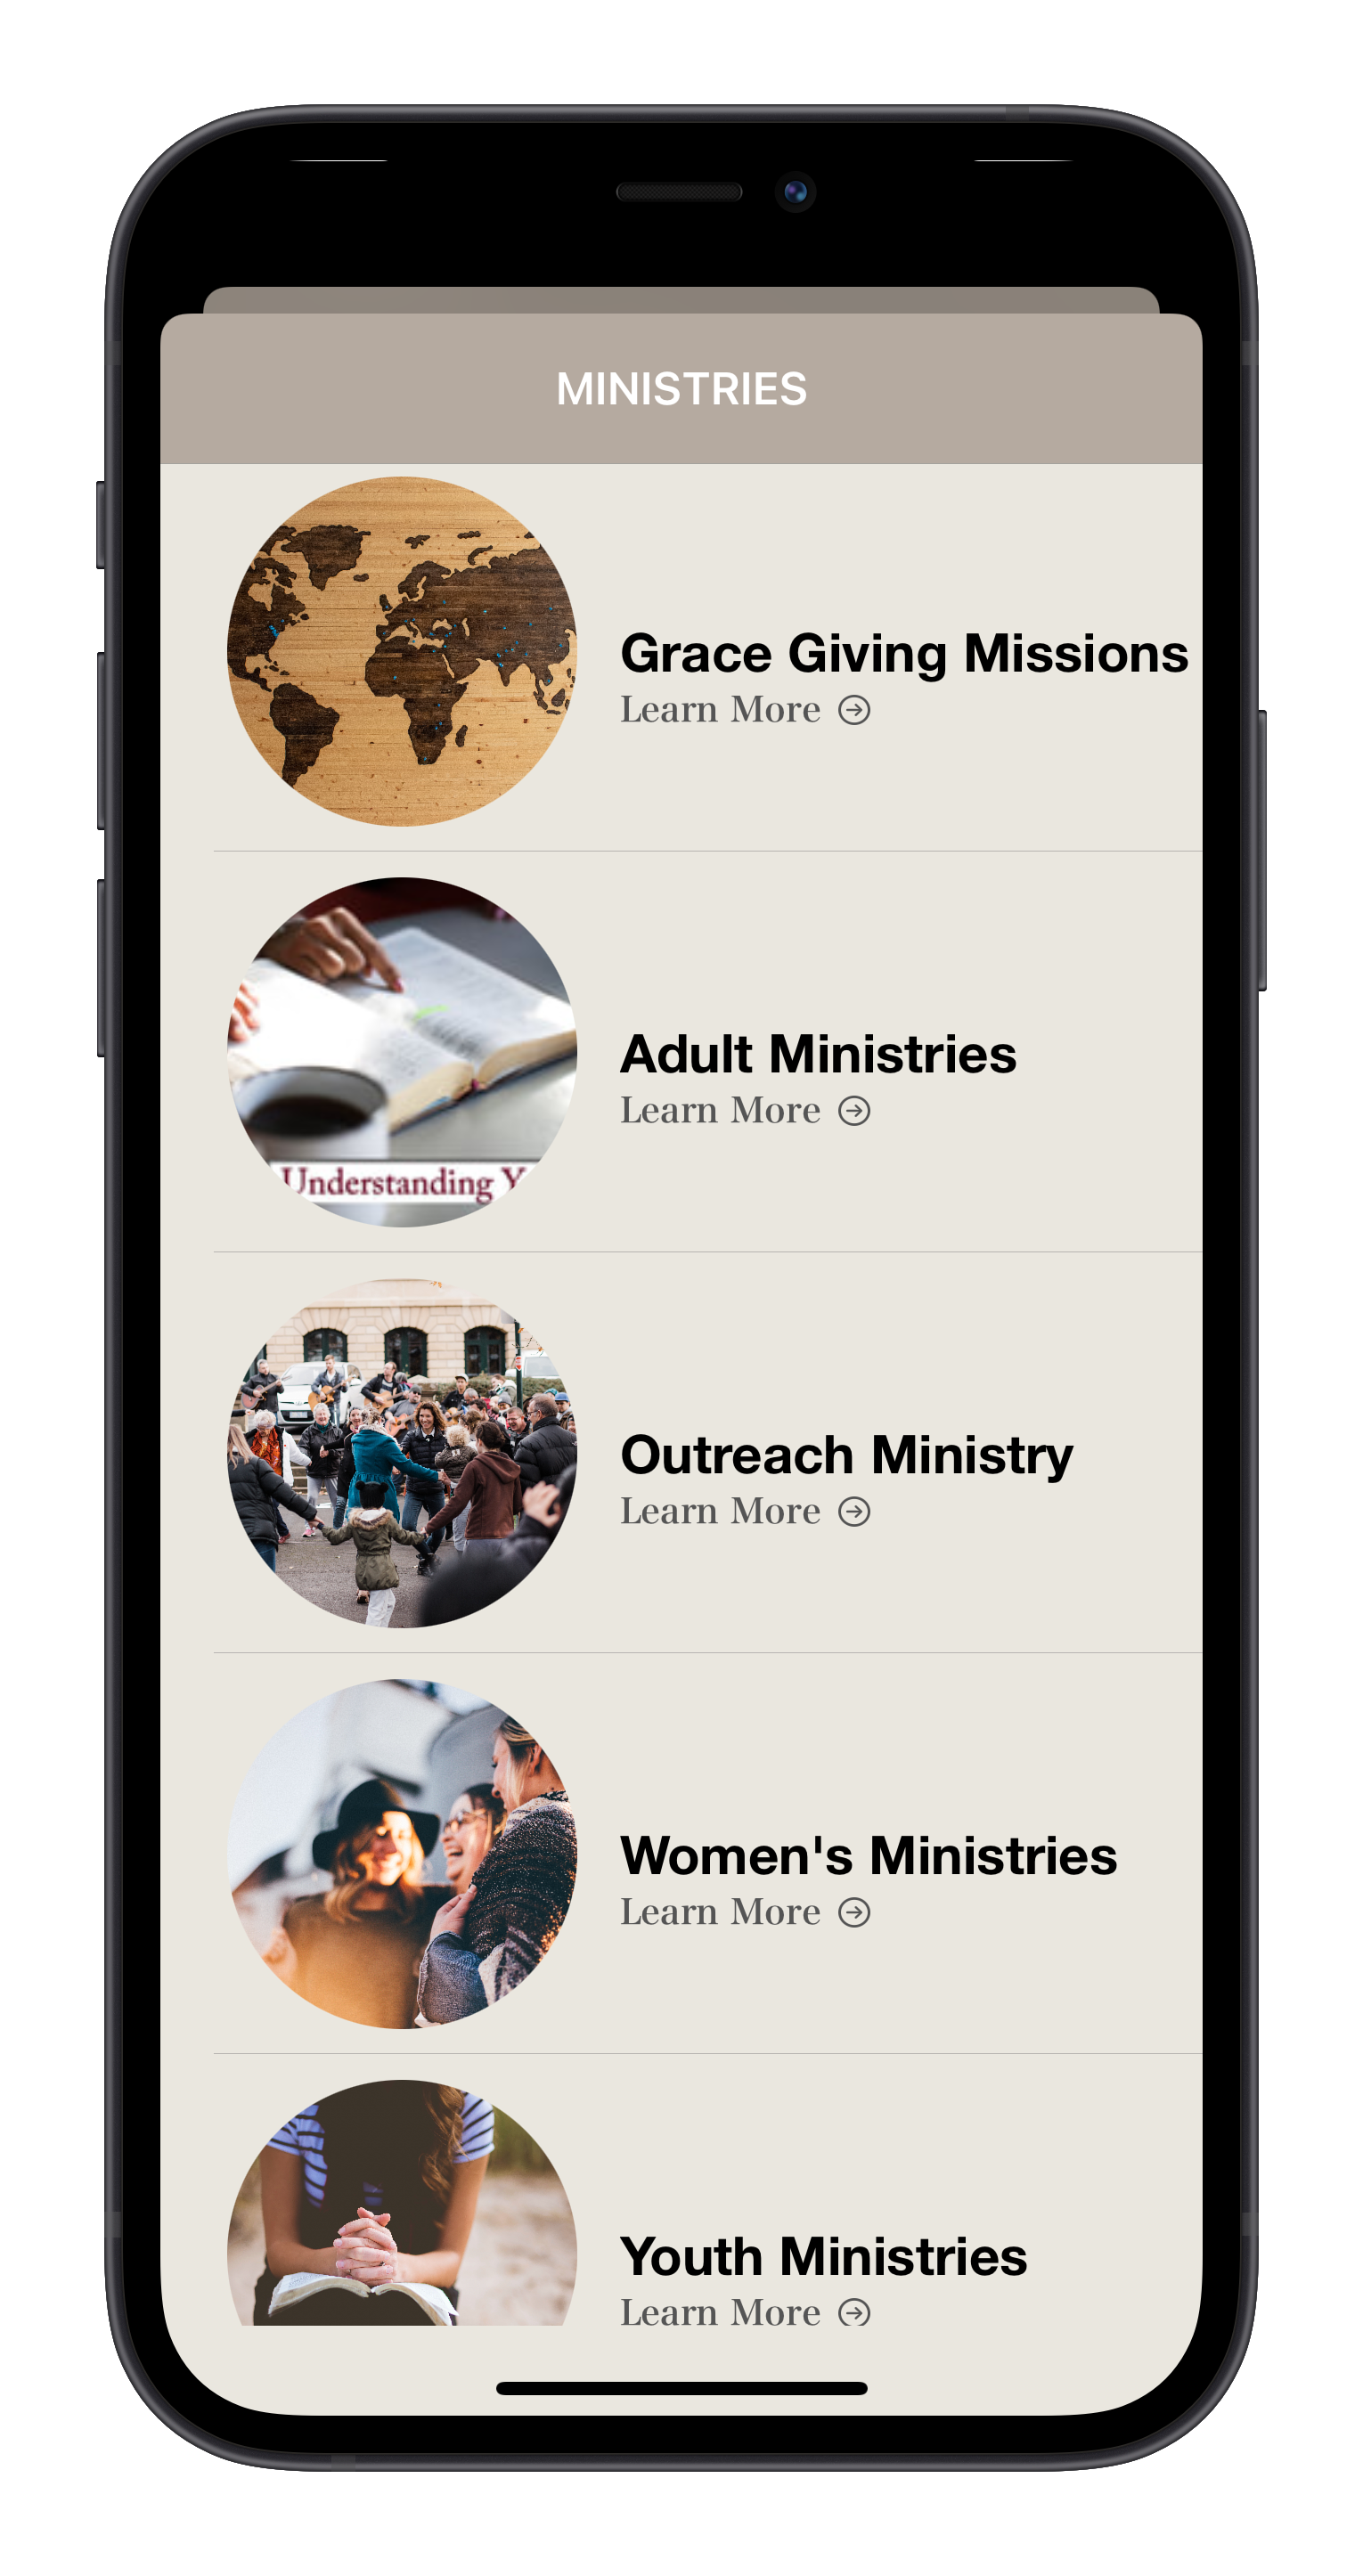 MINISTRIES
Grace Giving Missions
Learn More
Adult Ministries
Learn More
Understanding
Outreach Ministry
Learn More
Women's Ministries
Learn More
Youth Ministries
Learn More